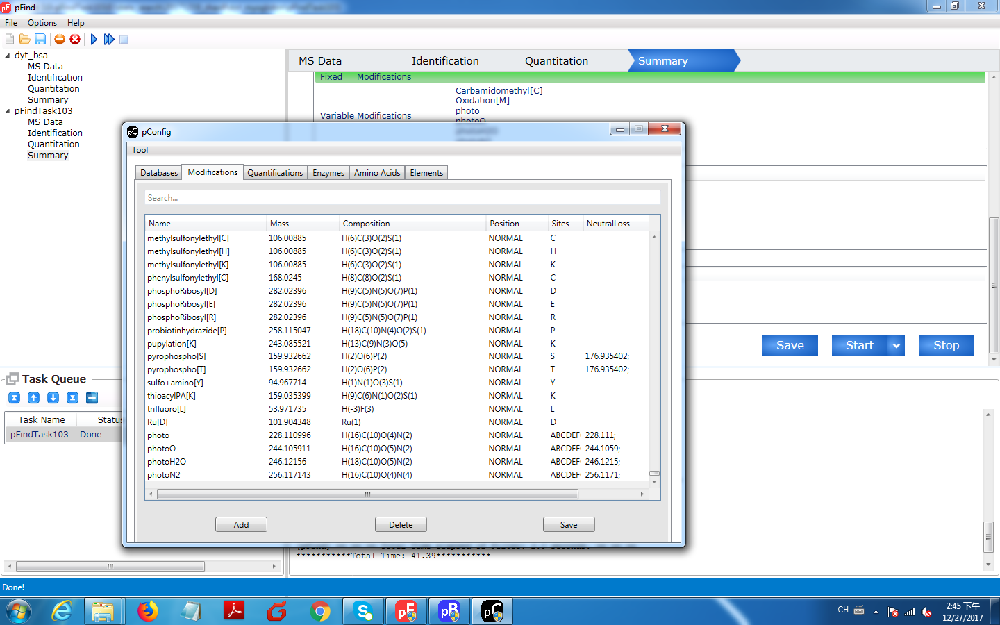 pFind
File Options Help
dyt_bsa
MS Data
Identification
Quantitation
Summary
pFindTask103
MS Data
Identification
Quantitation
Summary
MS Data Identification Quantitation Summary
Fixed Modifications
Carbamidomethyl[C]
Oxidation[M]
Variable Modifications
photo
photoO
pConfig
Tool
Databases Modifications Quantifications Enzymes Amino Acids Elements
Search...
Name Mass Composition Position Sites NeutralLoss
methylsulfonylethyl[C] 106.00885 H(6)C(3)O(2)S(1) NORMAL C
methylsulfonylethyl[H] 106.00885 H(6)C(3)O(2)S(1) NORMAL H
methylsulfonylethyl[K] 106.00885 H(6)C(3)O(2)S(1) NORMAL K
phenylsulfonylethyl[C] 168.0245 H(8)C(8)O(2)S(1) NORMAL C
phosphoRibosyl[D] 282.02396 H(9)C(5)N(5)O(7)P(1) NORMAL D
phosphoRibosyl[E] 282.02396 H(9)C(5)N(5)O(7)P(1) NORMAL E
phosphoRibosyl[R] 282.02396 H(9)C(5)N(5)O(7)P(1) NORMAL R
probiotinhydrazide[P] 258.115047 H(18)C(10)N(4)O(2)S(1) NORMAL P
pupylation[K] 243.085521 H(13)C(9)N(3)O(5) NORMAL K
pyrophospho[S] 159.932662 H(2)O(6)P(2) NORMAL S 176.935402;
pyrophospho[T] 159.932662 H(2)O(6)P(2) NORMAL T 176.935402;
sulfo+amino[Y] 94.967714 H(1)N(1)O(3)S(1) NORMAL Y
thioacylPA[K] 159.035399 H(9)C(6)N(1)O(2)S(1) NORMAL K
trifluoro[L] 53.971735 H(-3)F(3) NORMAL L
Ru[D] 101.904348 Ru(1) NORMAL D
photo 228.110996 H(16)C(10)O(4)N(2) NORMAL ABCDEF 228.111;
photoO 244.105911 H(16)C(10)O(5)N(2) NORMAL ABCDEF 244.1059;
photoH2O 246.12156 H(18)C(10)O(5)N(2) NORMAL ABCDEF 246.1215;
photoN2 256.117143 H(16)C(10)O(4)N(4) NORMAL ABCDEF 256.1171;
Add Delete Save
Save Start Stop
Task Queue
Task Name Status
pFindTask103 Done
***********Total Time: 41.39***********
Done!
CH
2:45 下午
12/27/2017